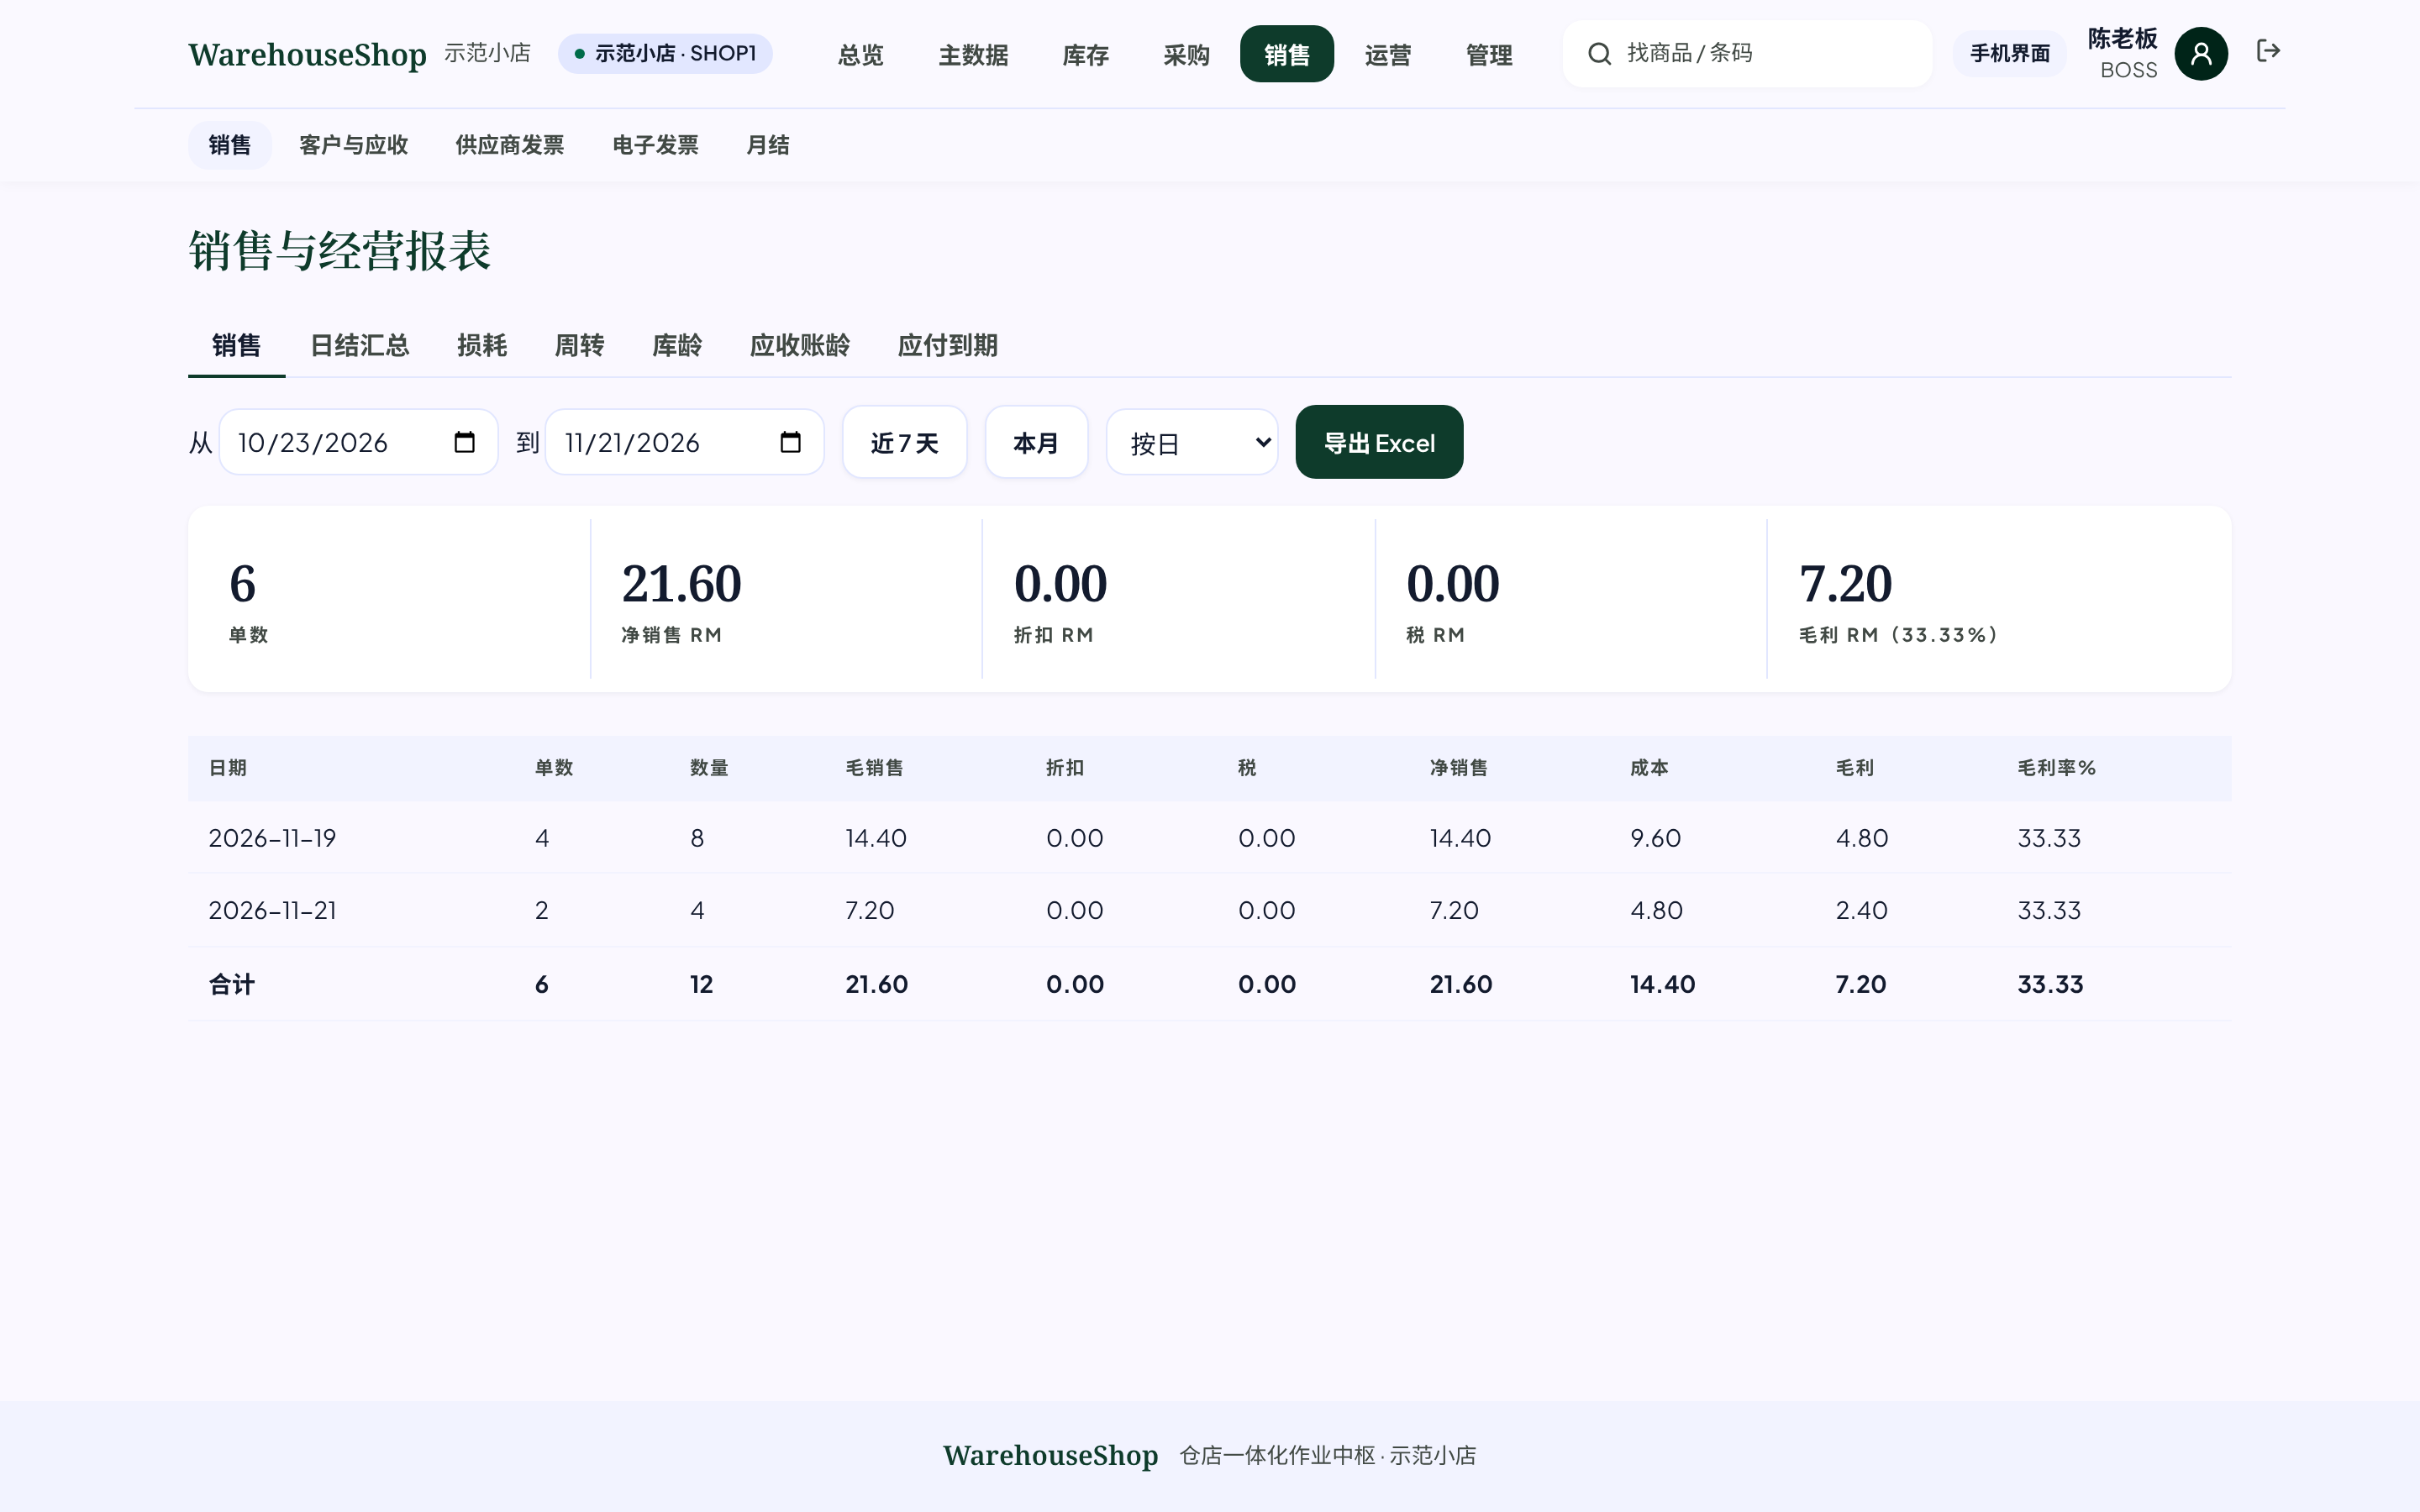 WarehouseShop 示范小店 示范小店 · SHOP1 总览 主数据 库存 采购 销售 运营 管理 找商品 / 条码 手机界面 陈老板
BOSS
销售 客户与应收 供应商发票 电子发票 月结
销售与经营报表
销售 日结汇总 损耗 周转 库龄 应收账龄 应付到期
从 10/23/2026 到 11/21/2026 近 7 天 本月 按日 导出 Excel
6 21.60 0.00 0.00 7.20
单数 净销售 RM 折扣 RM 税 RM 毛利 RM（33.33%）
日期 单数 数量 毛销售 折扣 税 净销售 成本 毛利 毛利率%
2026-11-19 4 8 14.40 0.00 0.00 14.40 9.60 4.80 33.33
2026-11-21 2 4 7.20 0.00 0.00 7.20 4.80 2.40 33.33
合计 6 12 21.60 0.00 0.00 21.60 14.40 7.20 33.33
WarehouseShop 仓店一体化作业中枢 · 示范小店